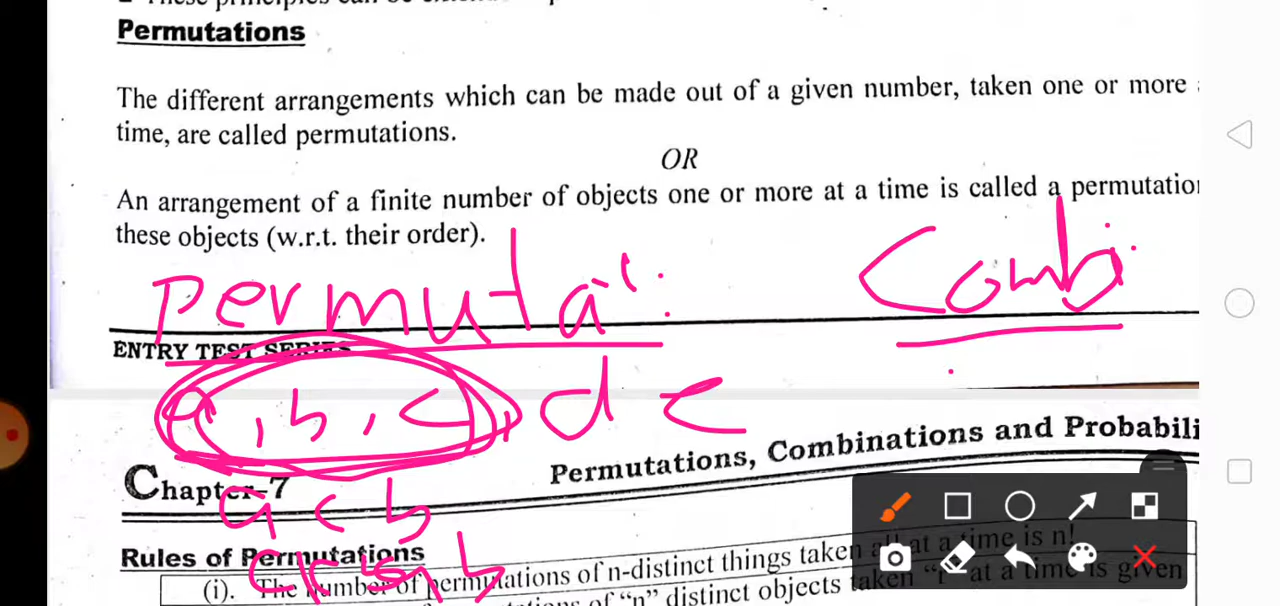 Permutations
The different arrangements which can be made out of a given number, taken one or more
time, are called permutations.
OR
An arrangement of a finite number of objects one or more at a time is called a permutatio
these objects (w.r.t. their order).
permuta
Combi
ENTRY TEST SERIES
a, b, c, d e
Chapter-7
Permutations, Combinations and Probabili
a c b
Rules of Permutations
(i). The number of permutations of n-distinct things taken all at a time is n!
of "n" distinct objects taken "r" at a time is given